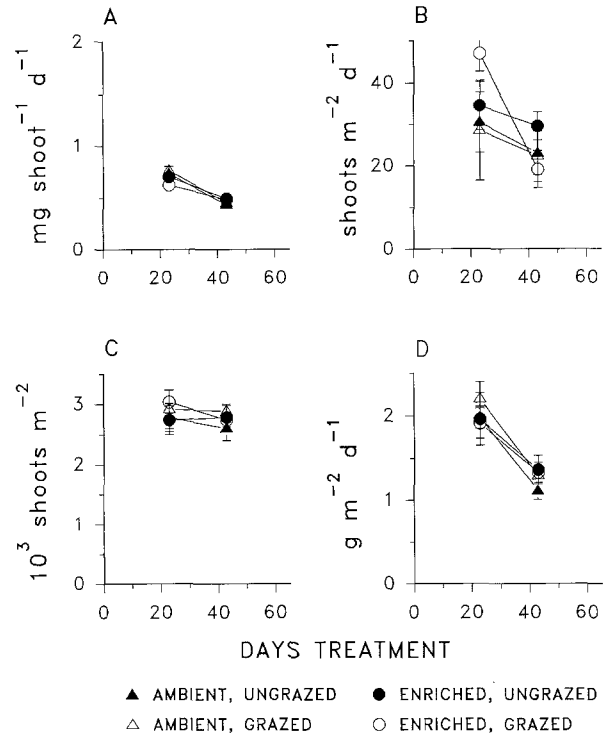 A
B
mg shoot⁻¹ d⁻¹
2
1
0
0 20 40 60
shoots m⁻² d⁻¹
40
20
0
0 20 40 60
C
D
10³ shoots m⁻²
3
2
1
0
0 20 40 60
g m⁻² d⁻¹
2
1
0
0 20 40 60
DAYS TREATMENT
▲ AMBIENT, UNGRAZED ● ENRICHED, UNGRAZED
△ AMBIENT, GRAZED ○ ENRICHED, GRAZED